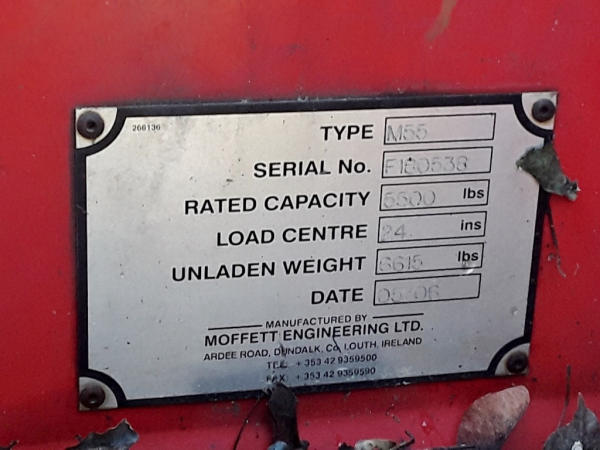 266136
TYPE M55
SERIAL No. F180538
RATED CAPACITY 5500 lbs
LOAD CENTRE 24 ins
UNLADEN WEIGHT 6615 lbs
DATE 05-06
MANUFACTURED BY
MOFFETT ENGINEERING LTD.
ARDEE ROAD, DUNDALK, Co LOUTH, IRELAND
TEL: + 353 42 9359500
FAX: + 353 42 9359590